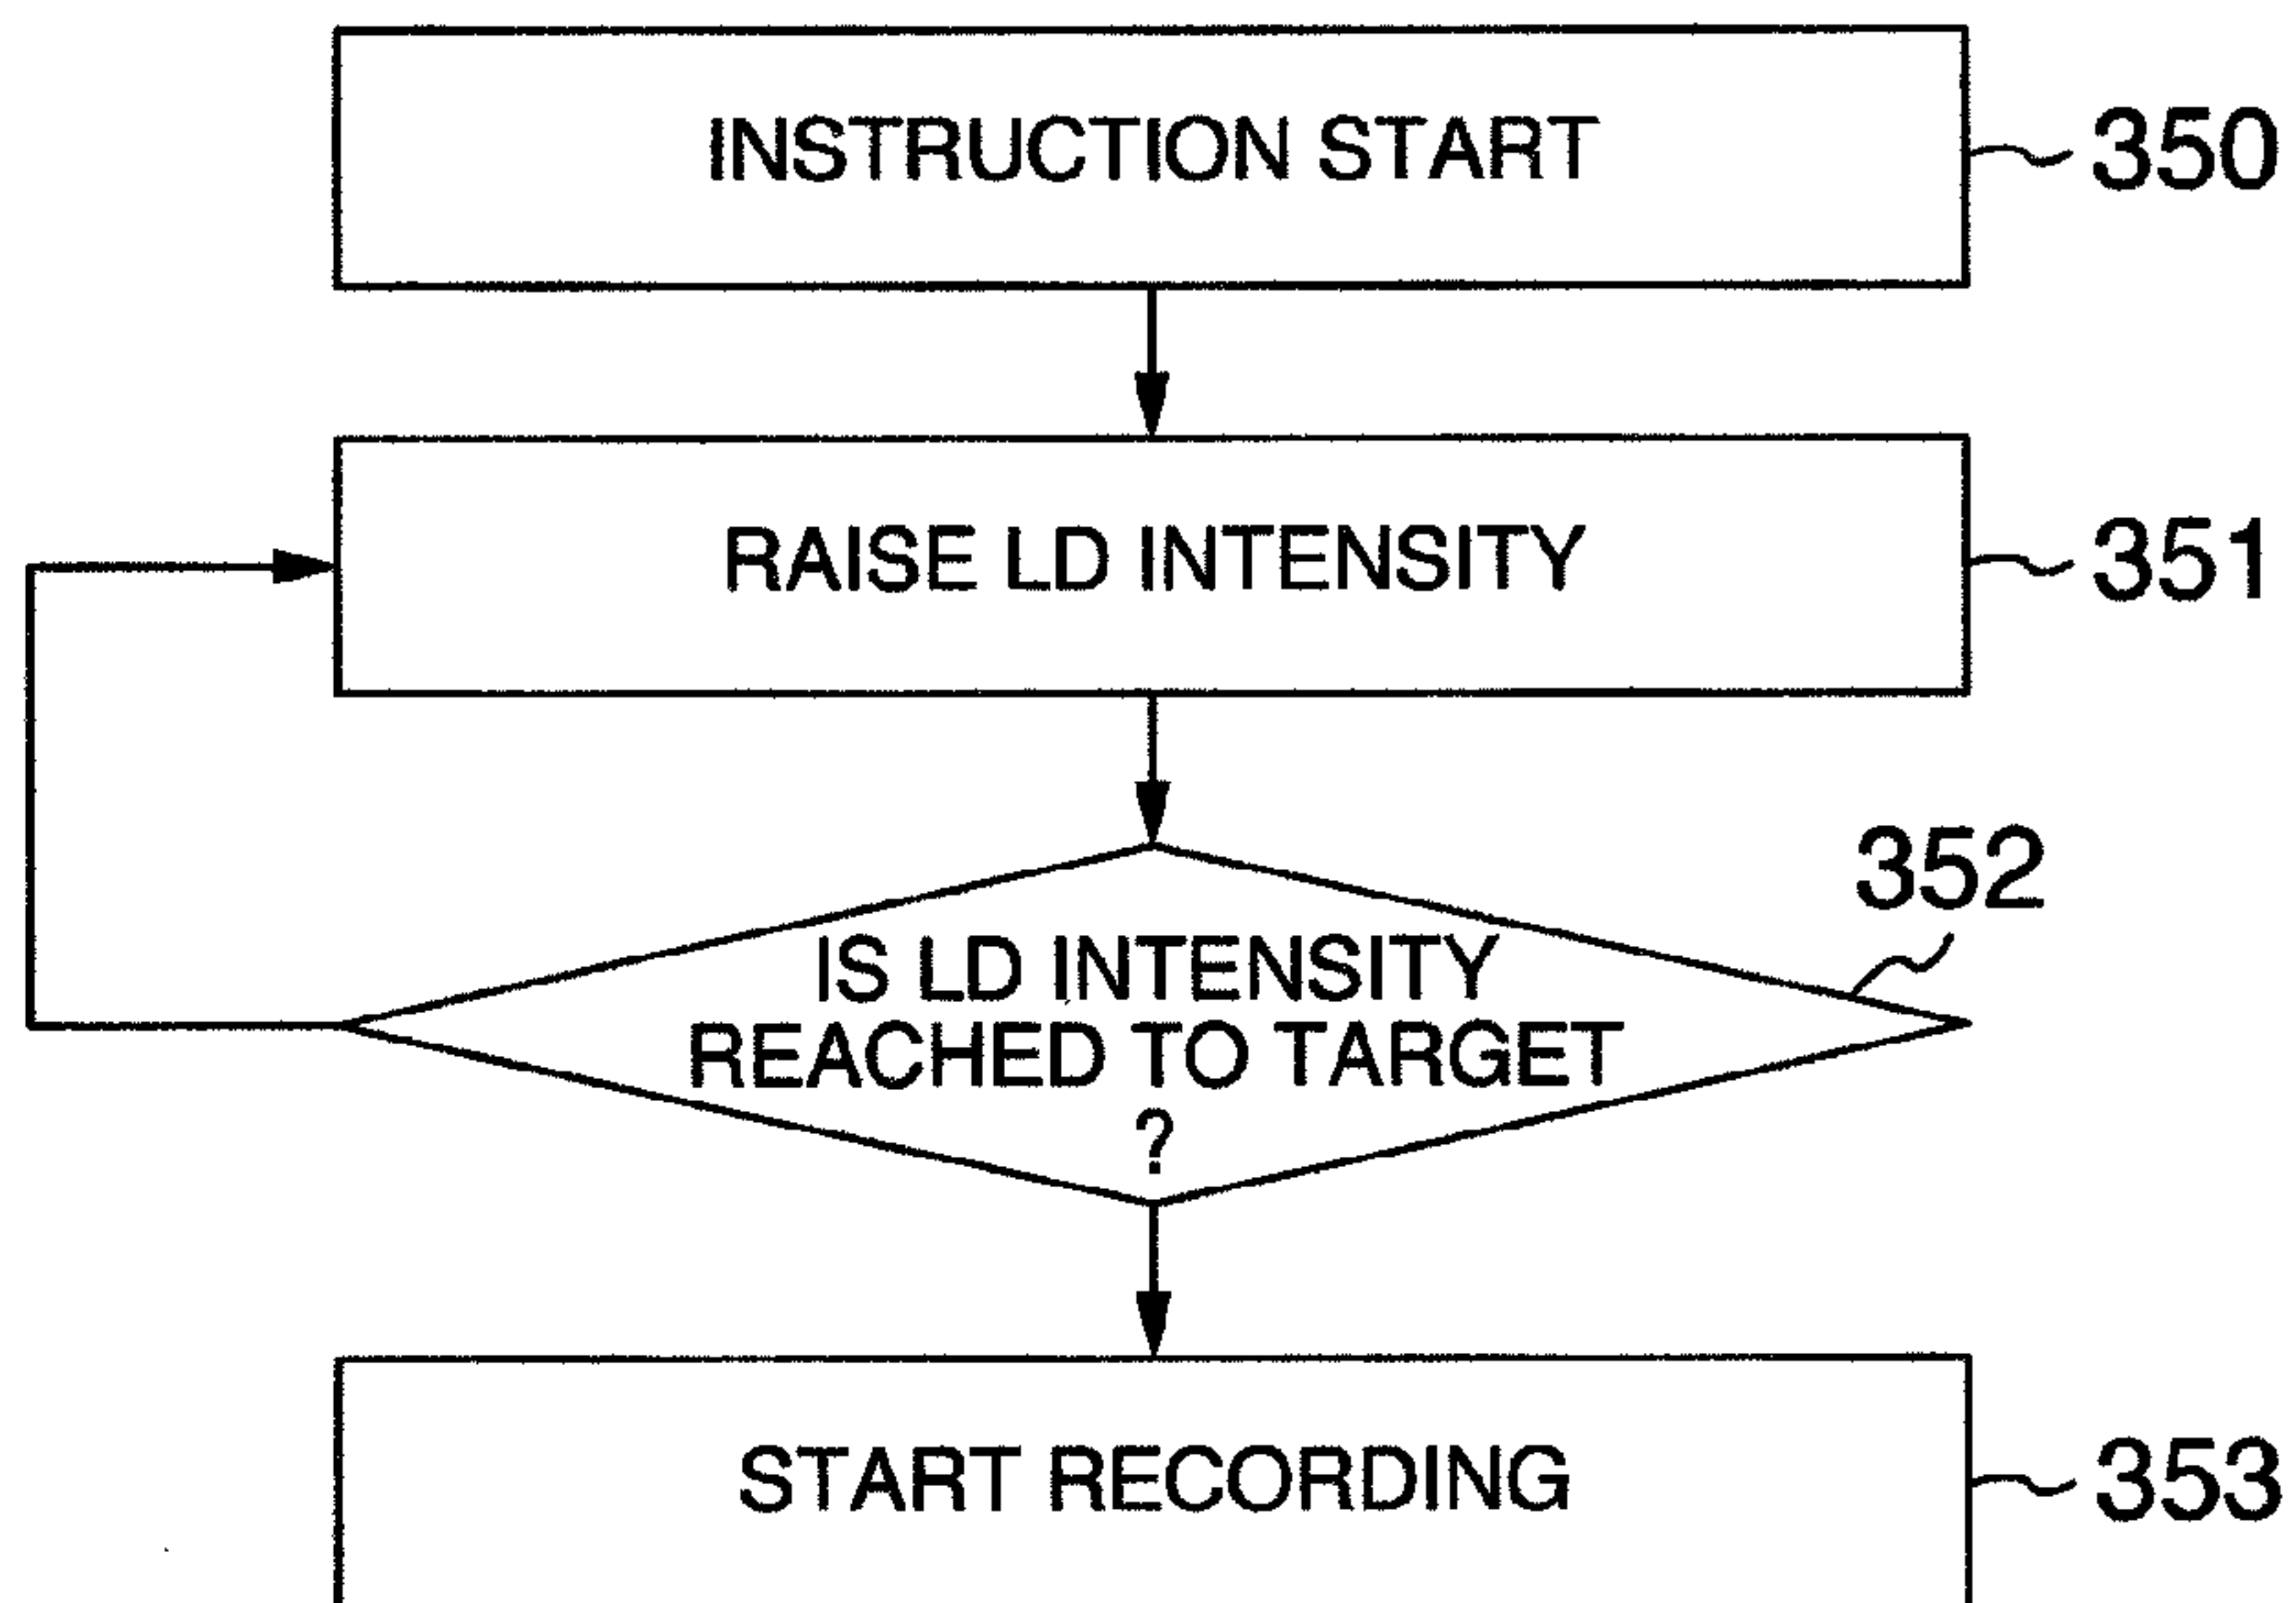 INSTRUCTION START
350
RAISE LD INTENSITY
351
352
IS LD INTENSITY
REACHED TO TARGET
?
START RECORDING
353